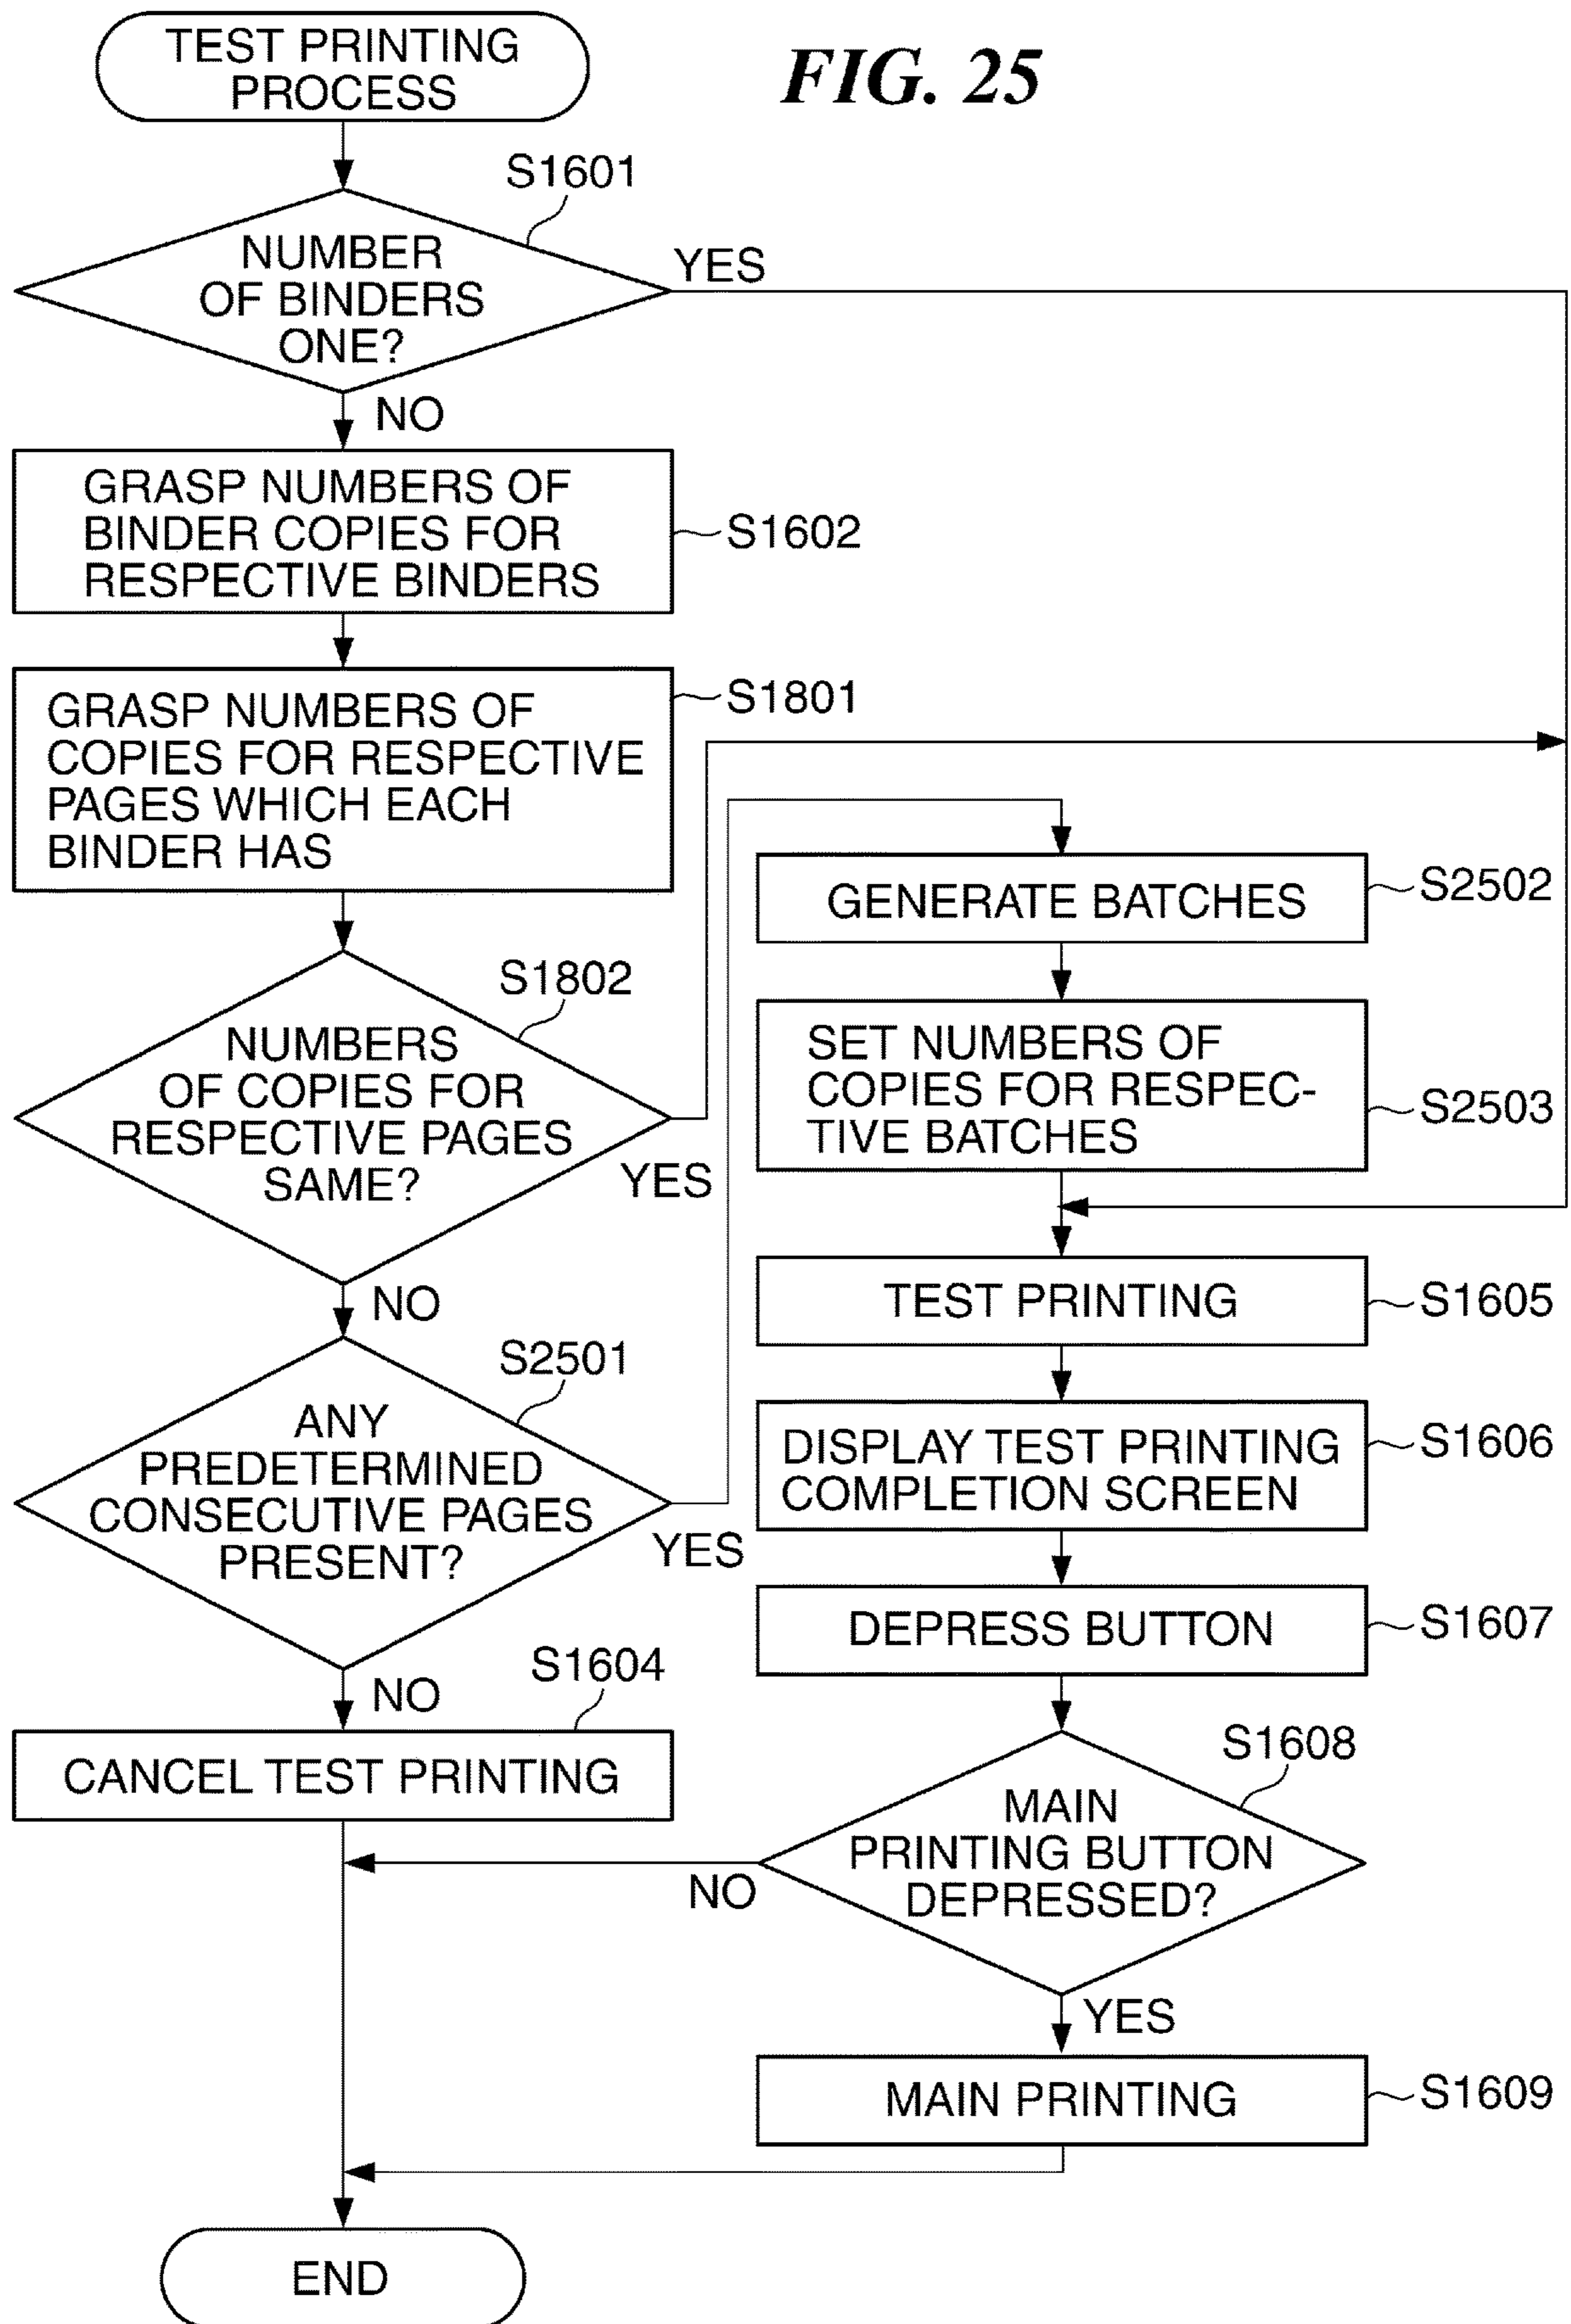 TEST PRINTING
PROCESS
FIG. 25
S1601
NUMBER
OF BINDERS
ONE?
YES
NO
GRASP NUMBERS OF
BINDER COPIES FOR
RESPECTIVE BINDERS
S1602
GRASP NUMBERS OF
COPIES FOR RESPECTIVE
PAGES WHICH EACH
BINDER HAS
S1801
S1802
NUMBERS
OF COPIES FOR
RESPECTIVE PAGES
SAME?
YES
NO
S2501
ANY
PREDETERMINED
CONSECUTIVE PAGES
PRESENT?
YES
NO
S1604
CANCEL TEST PRINTING
GENERATE BATCHES
S2502
SET NUMBERS OF
COPIES FOR RESPEC-
TIVE BATCHES
S2503
TEST PRINTING
S1605
DISPLAY TEST PRINTING
COMPLETION SCREEN
S1606
DEPRESS BUTTON
S1607
S1608
MAIN
PRINTING BUTTON
DEPRESSED?
NO
YES
MAIN PRINTING
S1609
END